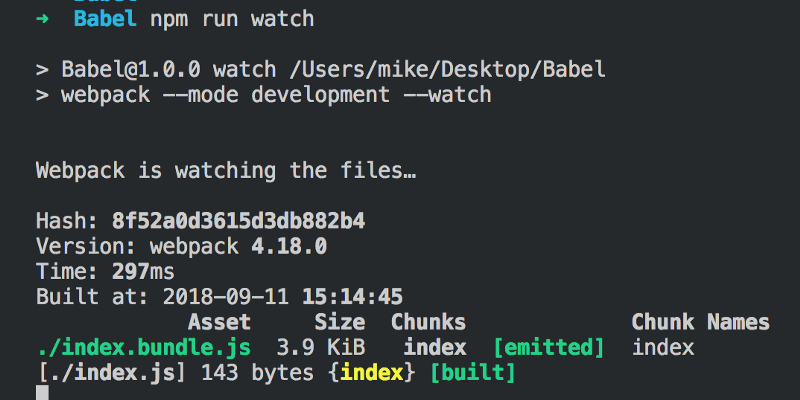 ➜  Babel npm run watch
> Babel@1.0.0 watch /Users/mike/Desktop/Babel
> webpack --mode development --watch
Webpack is watching the files…
Hash: 8f52a0d3615d3db882b4
Version: webpack 4.18.0
Time: 297ms
Built at: 2018-09-11 15:14:45
Asset Size Chunks Chunk Names
./index.bundle.js 3.9 KiB index [emitted] index
[./index.js] 143 bytes {index} [built]